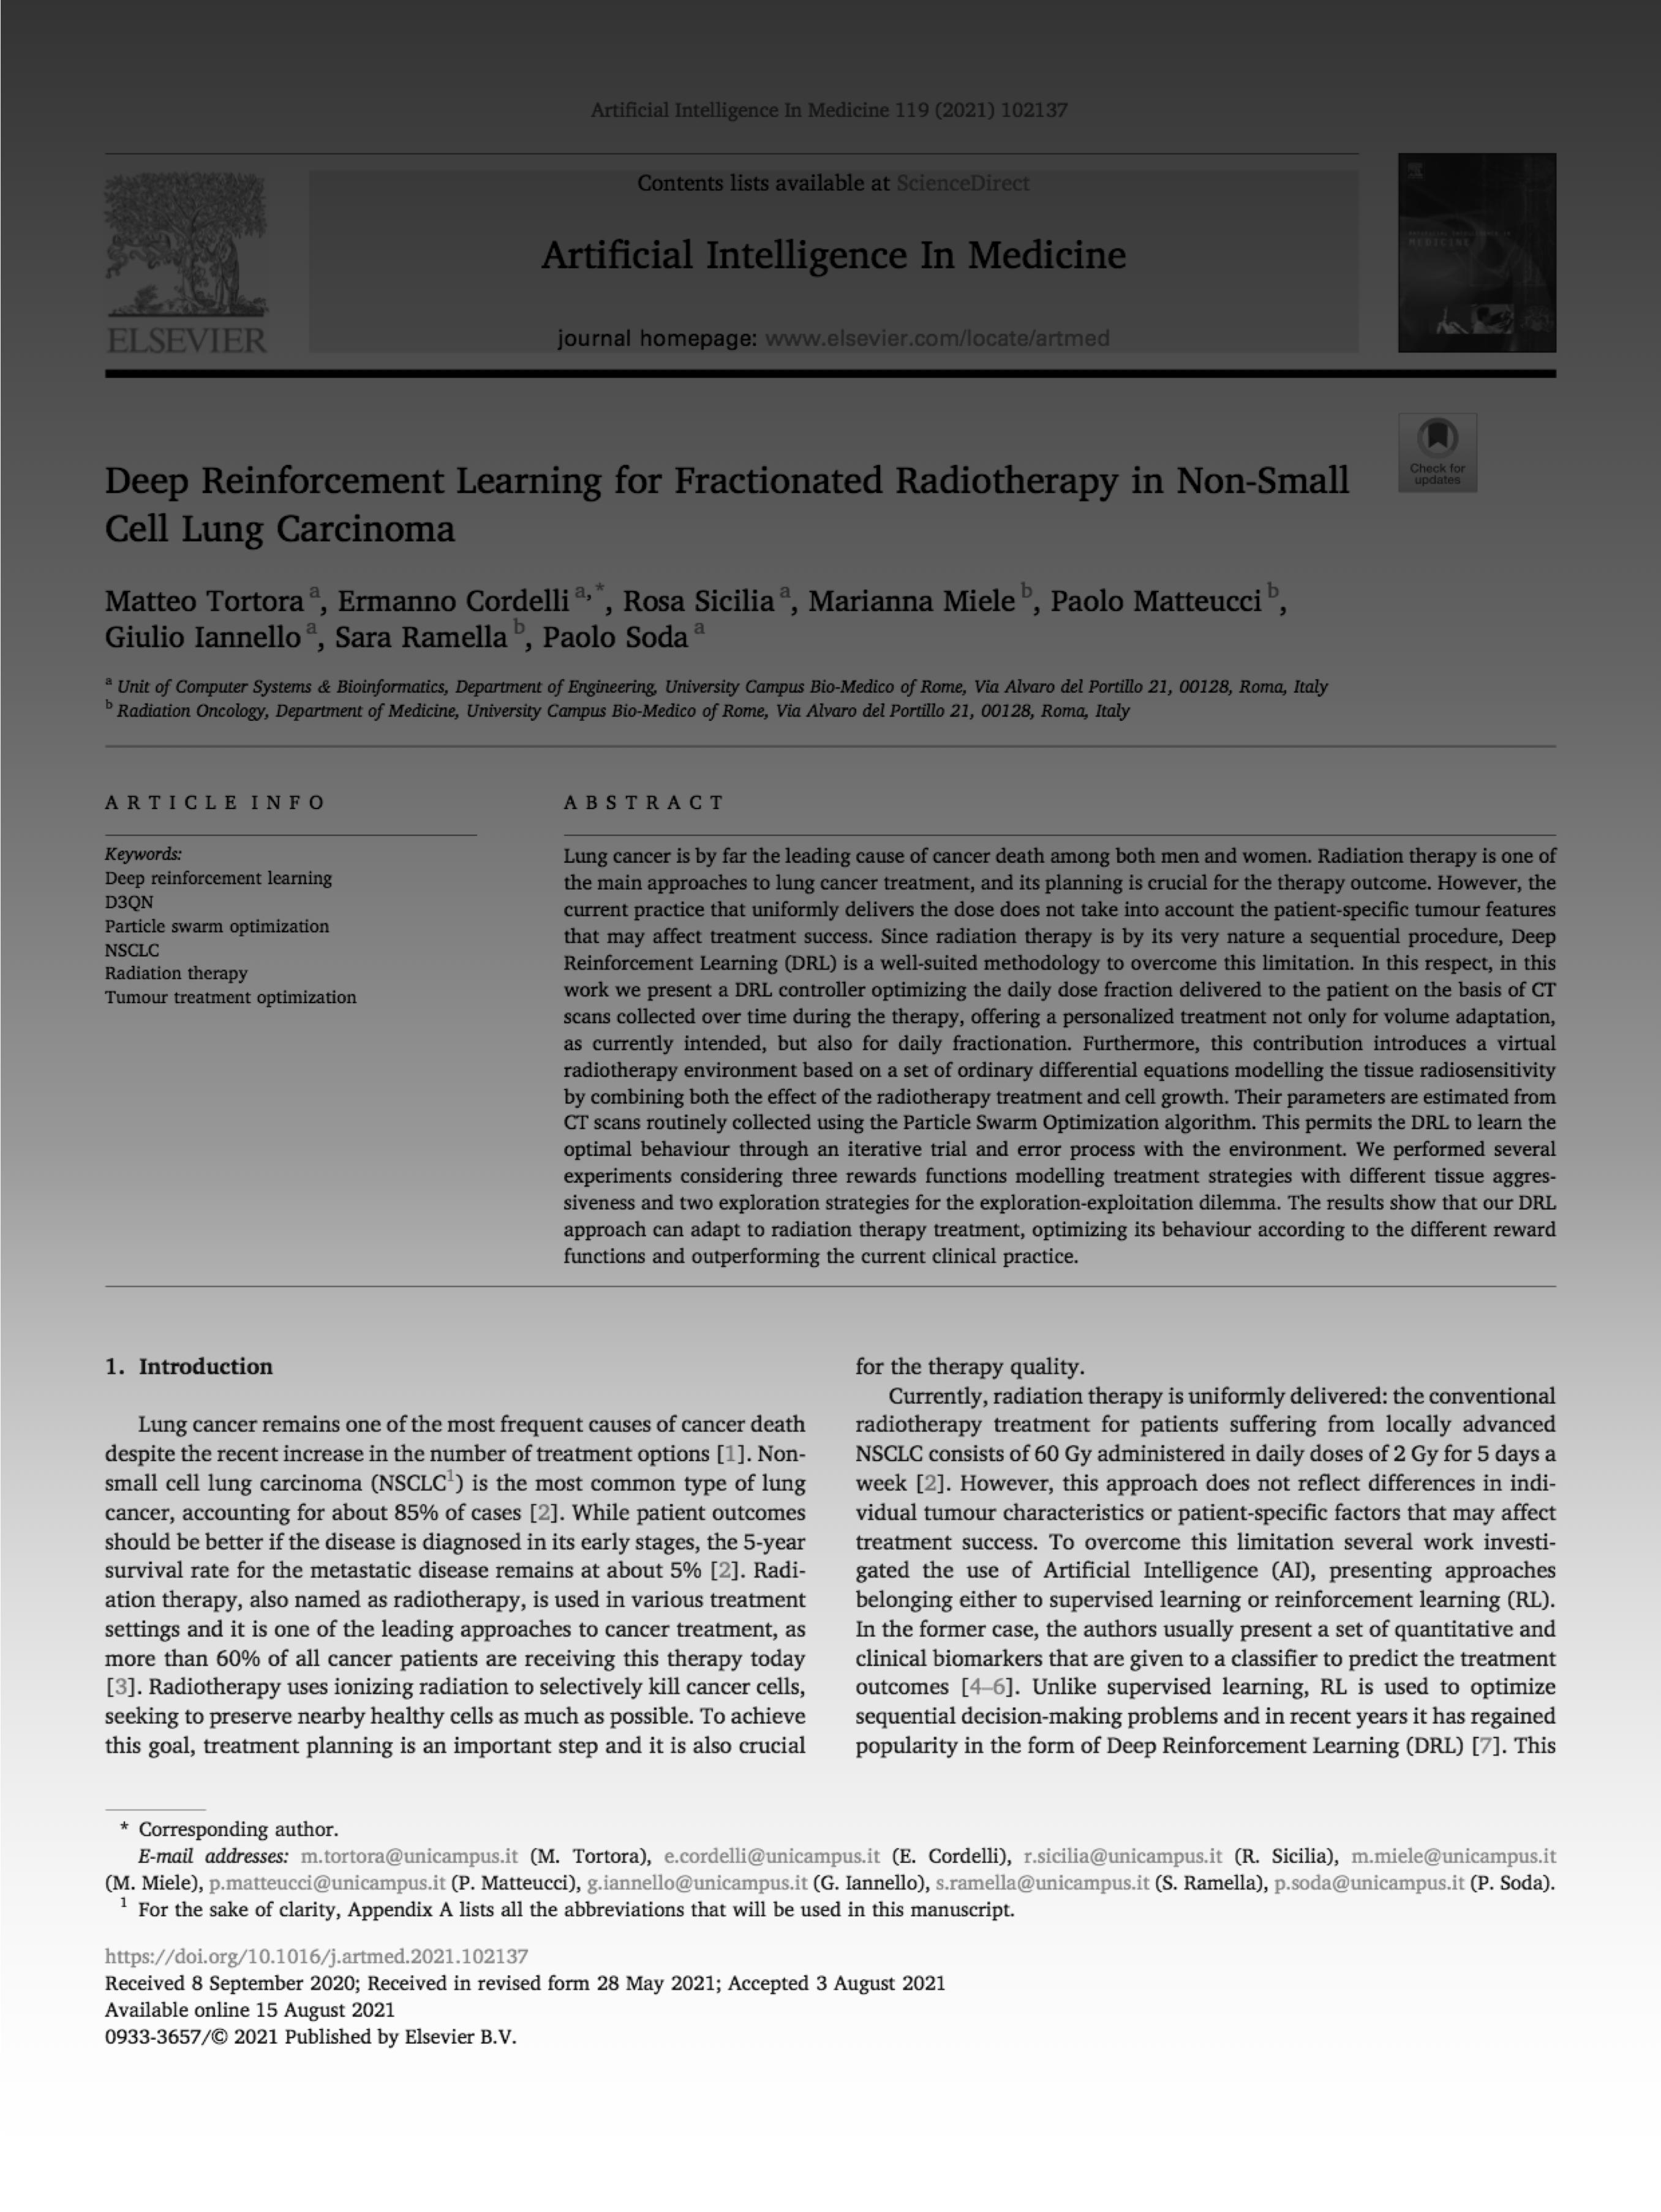 Artificial Intelligence In Medicine 119 (2021) 102137
Contents lists available at ScienceDirect
Artificial Intelligence In Medicine
journal homepage: www.elsevier.com/locate/artmed
ELSEVIER
MEDICINE
Check for
updates
Deep Reinforcement Learning for Fractionated Radiotherapy in Non-Small
Cell Lung Carcinoma
Matteo Tortora a, Ermanno Cordelli a,*, Rosa Sicilia a, Marianna Miele b, Paolo Matteucci b,
Giulio Iannello a, Sara Ramella b, Paolo Soda a
a Unit of Computer Systems & Bioinformatics, Department of Engineering, University Campus Bio-Medico of Rome, Via Alvaro del Portillo 21, 00128, Roma, Italy
b Radiation Oncology, Department of Medicine, University Campus Bio-Medico of Rome, Via Alvaro del Portillo 21, 00128, Roma, Italy
ARTICLE INFO
Keywords:
Deep reinforcement learning
D3QN
Particle swarm optimization
NSCLC
Radiation therapy
Tumour treatment optimization
ABSTRACT
Lung cancer is by far the leading cause of cancer death among both men and women. Radiation therapy is one of
the main approaches to lung cancer treatment, and its planning is crucial for the therapy outcome. However, the
current practice that uniformly delivers the dose does not take into account the patient-specific tumour features
that may affect treatment success. Since radiation therapy is by its very nature a sequential procedure, Deep
Reinforcement Learning (DRL) is a well-suited methodology to overcome this limitation. In this respect, in this
work we present a DRL controller optimizing the daily dose fraction delivered to the patient on the basis of CT
scans collected over time during the therapy, offering a personalized treatment not only for volume adaptation,
as currently intended, but also for daily fractionation. Furthermore, this contribution introduces a virtual
radiotherapy environment based on a set of ordinary differential equations modelling the tissue radiosensitivity
by combining both the effect of the radiotherapy treatment and cell growth. Their parameters are estimated from
CT scans routinely collected using the Particle Swarm Optimization algorithm. This permits the DRL to learn the
optimal behaviour through an iterative trial and error process with the environment. We performed several
experiments considering three rewards functions modelling treatment strategies with different tissue aggres-
siveness and two exploration strategies for the exploration-exploitation dilemma. The results show that our DRL
approach can adapt to radiation therapy treatment, optimizing its behaviour according to the different reward
functions and outperforming the current clinical practice.
1. Introduction
Lung cancer remains one of the most frequent causes of cancer death
despite the recent increase in the number of treatment options [1]. Non-
small cell lung carcinoma (NSCLC1) is the most common type of lung
cancer, accounting for about 85% of cases [2]. While patient outcomes
should be better if the disease is diagnosed in its early stages, the 5-year
survival rate for the metastatic disease remains at about 5% [2]. Radi-
ation therapy, also named as radiotherapy, is used in various treatment
settings and it is one of the leading approaches to cancer treatment, as
more than 60% of all cancer patients are receiving this therapy today
[3]. Radiotherapy uses ionizing radiation to selectively kill cancer cells,
seeking to preserve nearby healthy cells as much as possible. To achieve
this goal, treatment planning is an important step and it is also crucial
for the therapy quality.
Currently, radiation therapy is uniformly delivered: the conventional
radiotherapy treatment for patients suffering from locally advanced
NSCLC consists of 60 Gy administered in daily doses of 2 Gy for 5 days a
week [2]. However, this approach does not reflect differences in indi-
vidual tumour characteristics or patient-specific factors that may affect
treatment success. To overcome this limitation several work investi-
gated the use of Artificial Intelligence (AI), presenting approaches
belonging either to supervised learning or reinforcement learning (RL).
In the former case, the authors usually present a set of quantitative and
clinical biomarkers that are given to a classifier to predict the treatment
outcomes [4–6]. Unlike supervised learning, RL is used to optimize
sequential decision-making problems and in recent years it has regained
popularity in the form of Deep Reinforcement Learning (DRL) [7]. This
* Corresponding author.
E-mail addresses: m.tortora@unicampus.it (M. Tortora), e.cordelli@unicampus.it (E. Cordelli), r.sicilia@unicampus.it (R. Sicilia), m.miele@unicampus.it
(M. Miele), p.matteucci@unicampus.it (P. Matteucci), g.iannello@unicampus.it (G. Iannello), s.ramella@unicampus.it (S. Ramella), p.soda@unicampus.it (P. Soda).
1 For the sake of clarity, Appendix A lists all the abbreviations that will be used in this manuscript.
https://doi.org/10.1016/j.artmed.2021.102137
Received 8 September 2020; Received in revised form 28 May 2021; Accepted 3 August 2021
Available online 15 August 2021
0933-3657/© 2021 Published by Elsevier B.V.